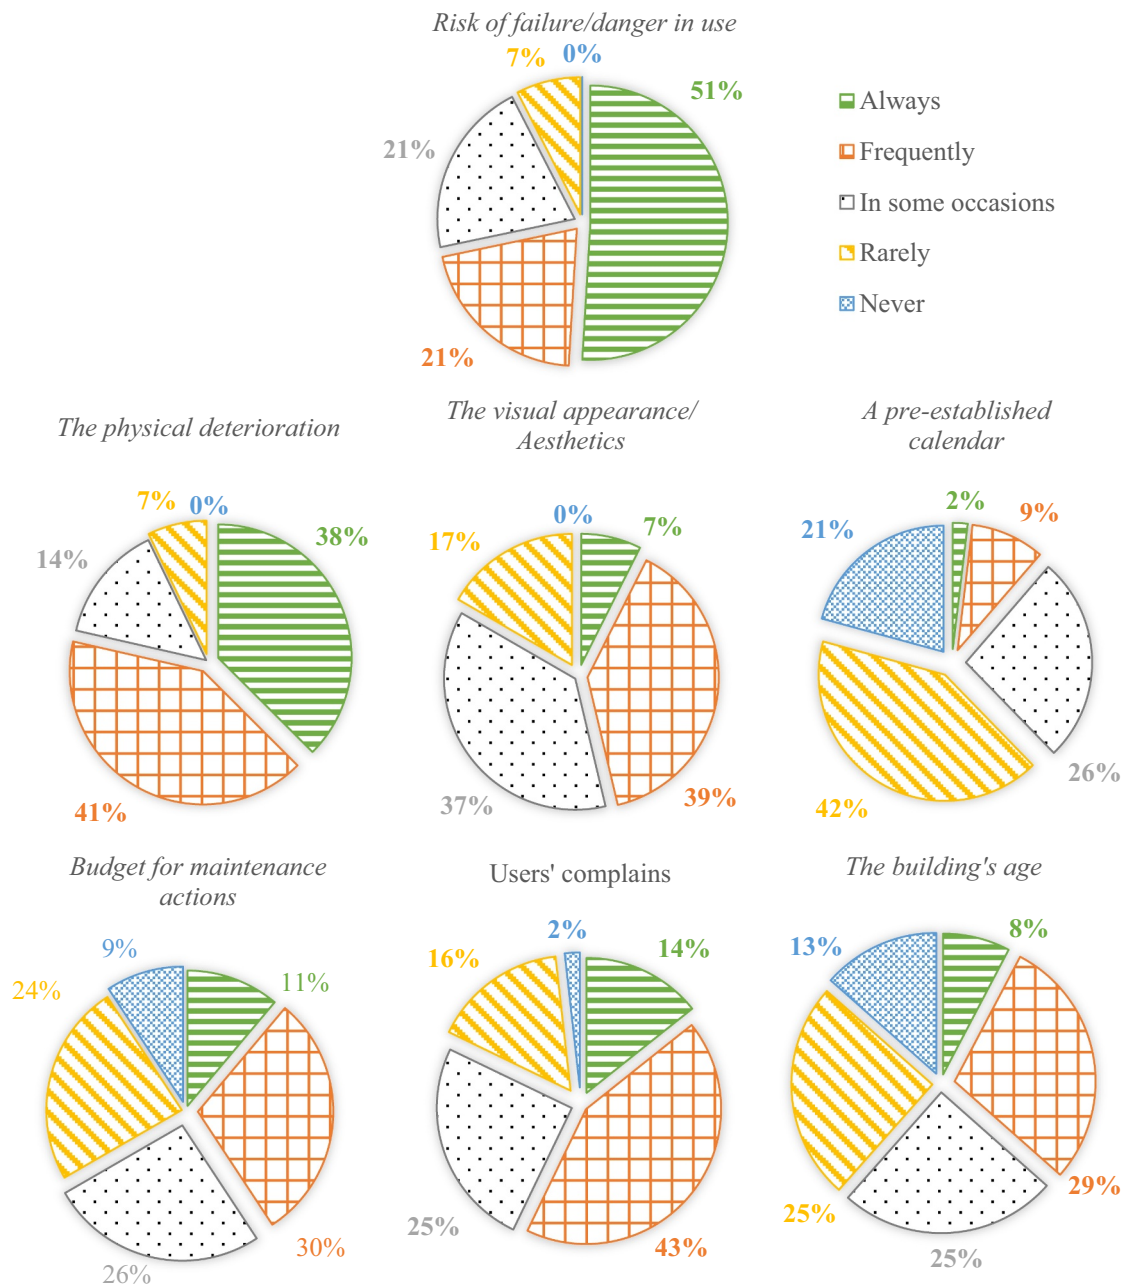 Risk of failure/danger in use
7%
0%
51%
21%
21%
Always
Frequently
In some occasions
Rarely
Never
The physical deterioration
7%
0%
38%
14%
41%
The visual appearance/
Aesthetics
0%
7%
17%
37%
39%
A pre-established
calendar
2%
9%
21%
26%
42%
Budget for maintenance
actions
9%
11%
24%
30%
26%
Users' complains
2%
14%
16%
25%
43%
The building's age
8%
13%
29%
25%
25%